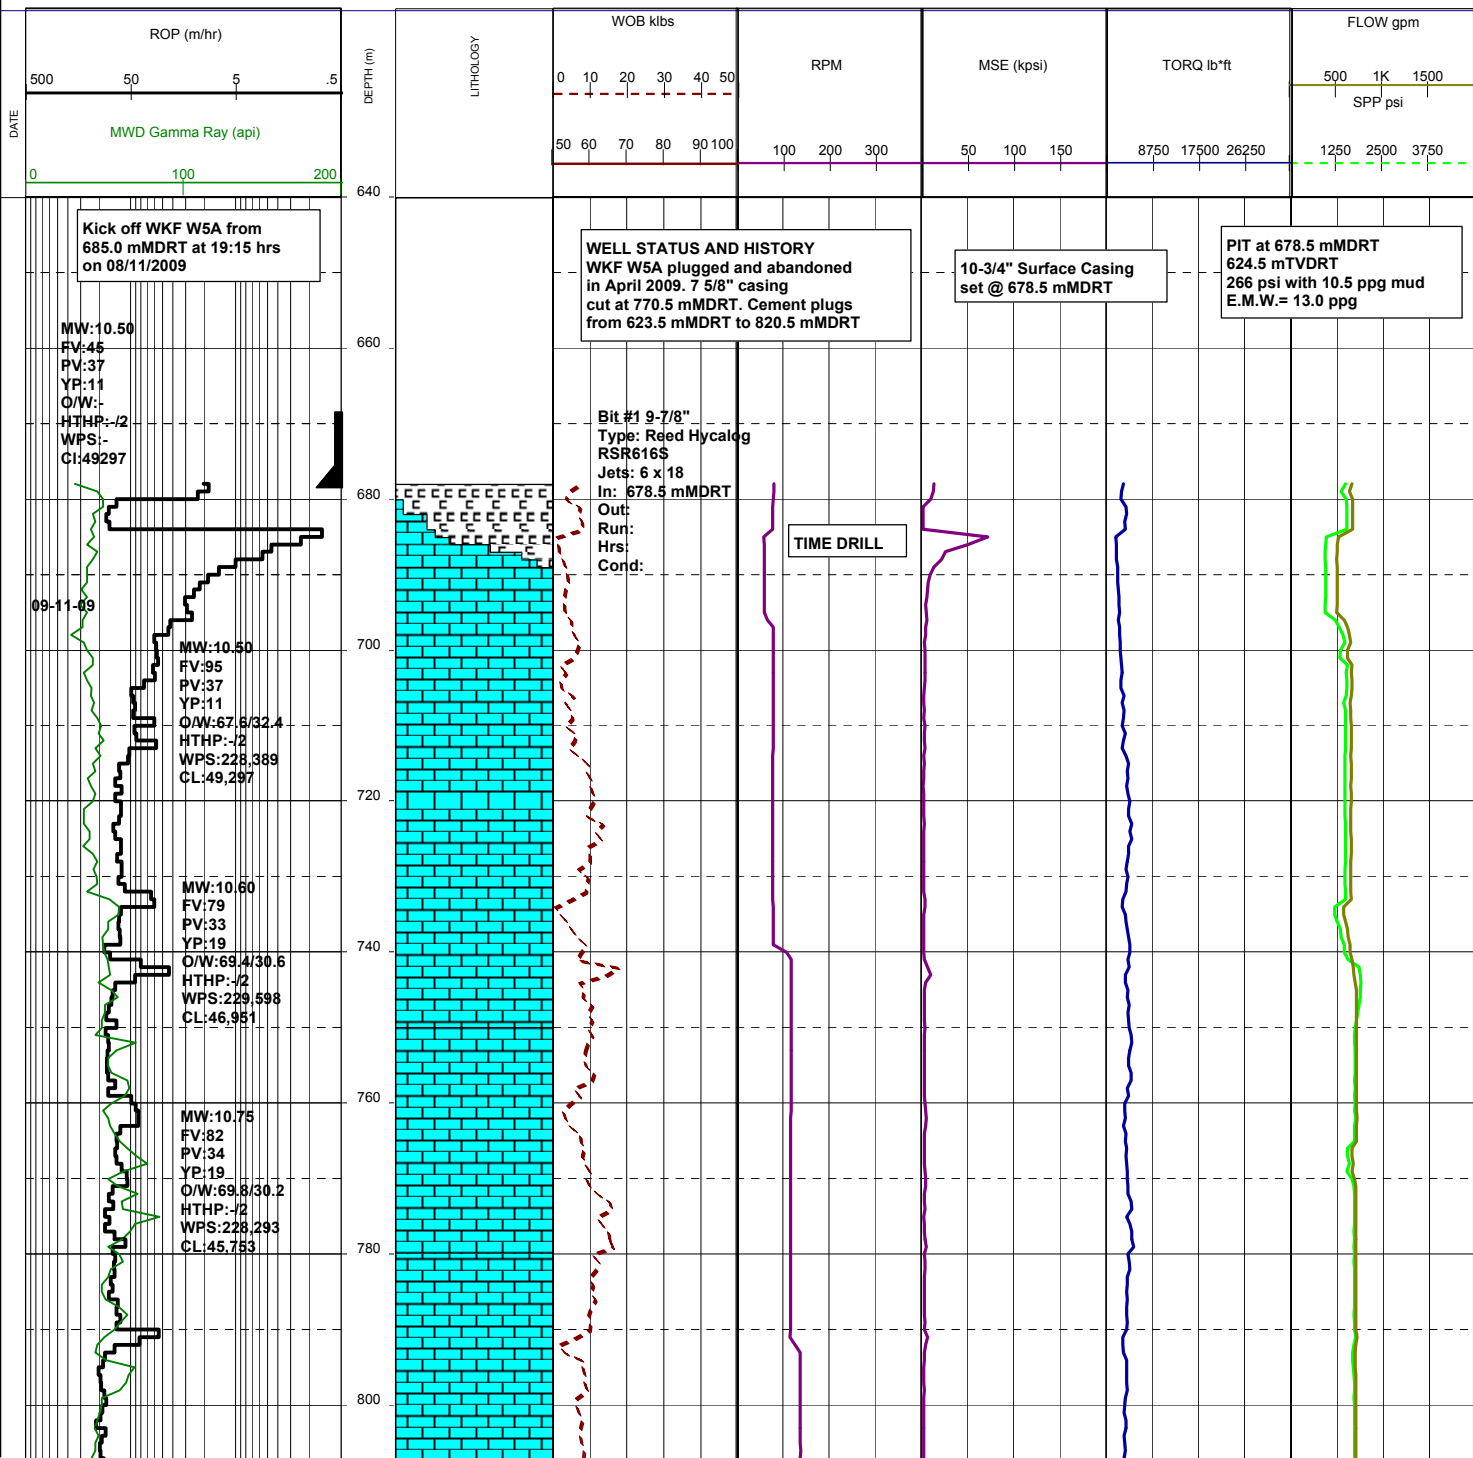 ROP (m/hr)
500 50 5 .5
MWD Gamma Ray (api)
0 100 200
DATE
DEPTH (m)
LITHOLOGY
WOB klbs
0 10 20 30 40 50
50 60 70 80 90 100
RPM
100 200 300
MSE (kpsi)
50 100 150
TORQ lb*ft
8750 17500 26250
FLOW gpm
500 1K 1500
SPP psi
1250 2500 3750
640
Kick off WKF W5A from
685.0 mMDRT at 19:15 hrs
on 08/11/2009
WELL STATUS AND HISTORY
WKF W5A plugged and abandoned
in April 2009. 7 5/8" casing
cut at 770.5 mMDRT. Cement plugs
from 623.5 mMDRT to 820.5 mMDRT
10-3/4" Surface Casing
set @ 678.5 mMDRT
PIT at 678.5 mMDRT
624.5 mTVDRT
266 psi with 10.5 ppg mud
E.M.W.= 13.0 ppg
MW:10.50
FV:45
PV:37
YP:11
O/W:-
HTHP:-/2
WPS:-
Cl:49297
660
Bit #1 9-7/8"
Type: Reed Hycalog
RSR616S
Jets: 6 x 18
In: 678.5 mMDRT
Out:
Run:
Hrs:
Cond:
680
TIME DRILL
09-11-09
700
MW:10.50
FV:95
PV:37
YP:11
O/W:67.6/32.4
HTHP:-/2
WPS:228,389
CL:49,297
720
MW:10.60
FV:79
PV:33
YP:19
O/W:69.4/30.6
HTHP:-/2
WPS:229,598
CL:46,951
740
760
MW:10.75
FV:82
PV:34
YP:19
O/W:69.8/30.2
HTHP:-/2
WPS:228,293
CL:45,753
780
800